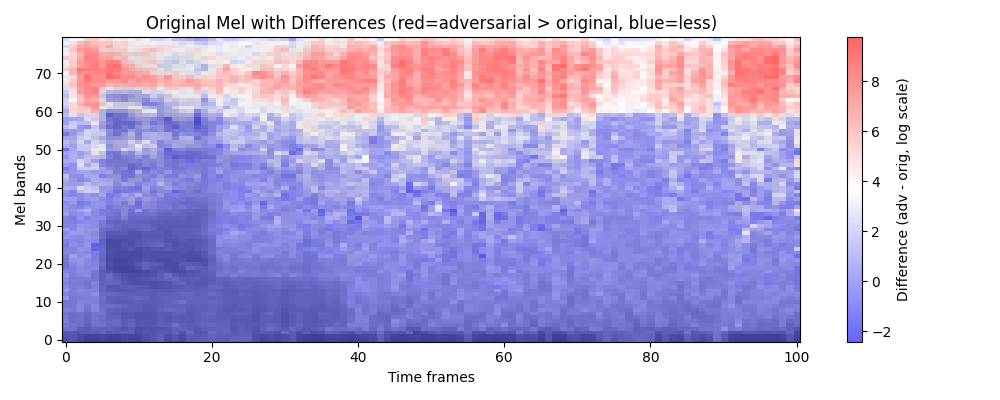 Original Mel with Differences (red=adversarial > original, blue=less)
70
60
50
40
30
20
10
0
Mel bands
0 20 40 60 80 100
Time frames
8
6
4
2
0
−2
Difference (adv - orig, log scale)